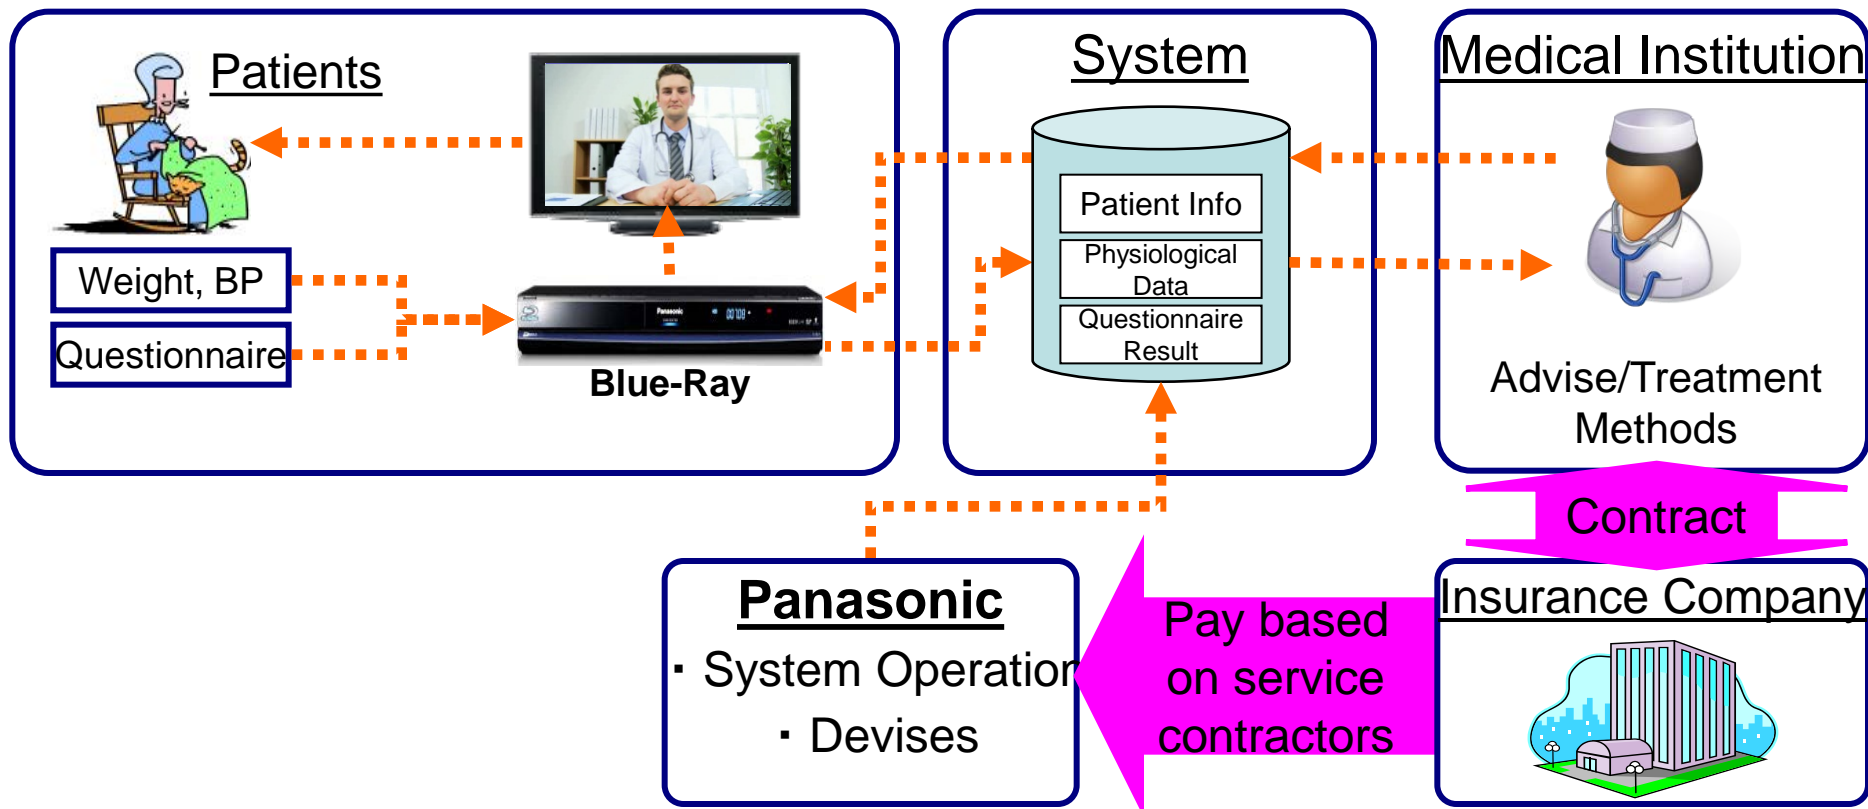 Patients
Weight, BP
Questionnaire
Panasonic
Blue-Ray
System
Patient Info
Physiological
Data
Questionnaire
Result
Medical Institution
Advise/Treatment
Methods
Contract
Panasonic
・System Operation
・Devises
Pay based
on service
contractors
Insurance Company